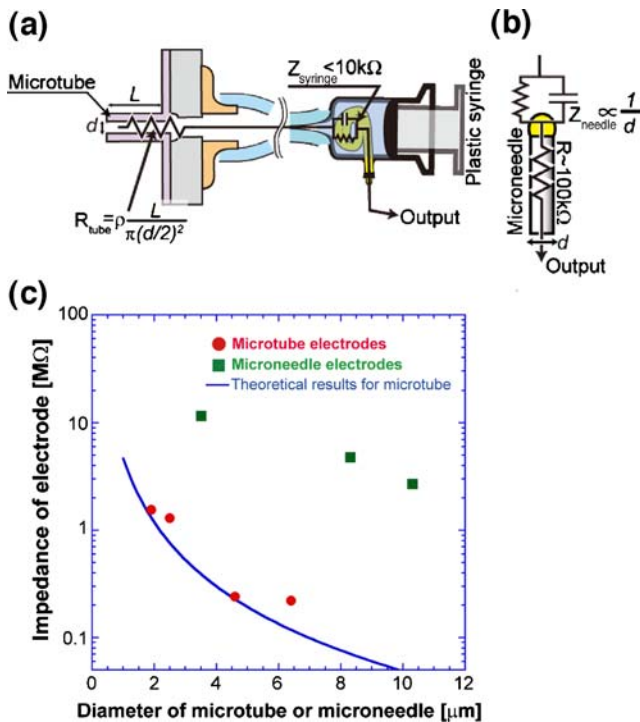 (a)
Microtube
L
d
R_tube=ρ L/π(d/2)²
Z_syringe<10kΩ
Plastic syringe
Output
(b)
Z_needle ∝ 1/d
Microneedle
R~100kΩ
d
Output
(c)
Impedance of electrode [MΩ]
100
10
1
0.1
Microtube electrodes
Microneedle electrodes
Theoretical results for microtube
0 2 4 6 8 10 12
Diameter of microtube or microneedle [μm]